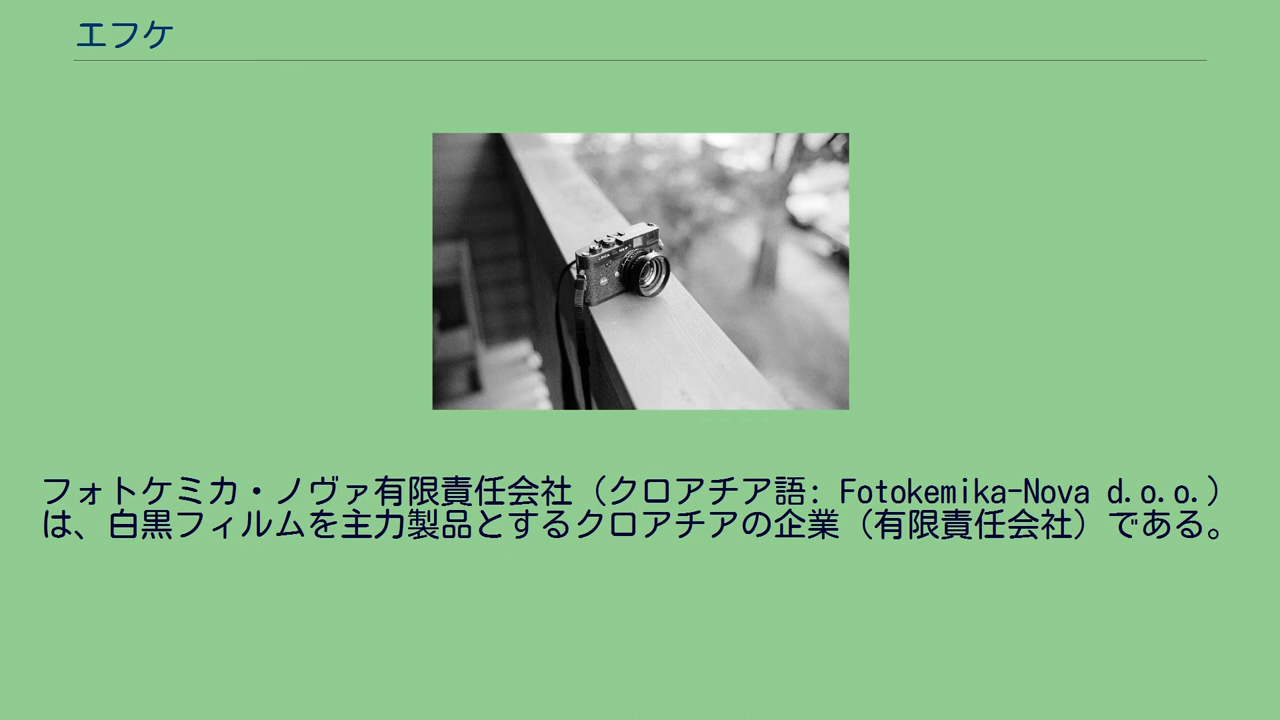 エフケ
フォトケミカ・ノヴァ有限責任会社（クロアチア語: Fotokemika-Nova d.o.o.）
は、白黒フィルムを主力製品とするクロアチアの企業（有限責任会社）である。